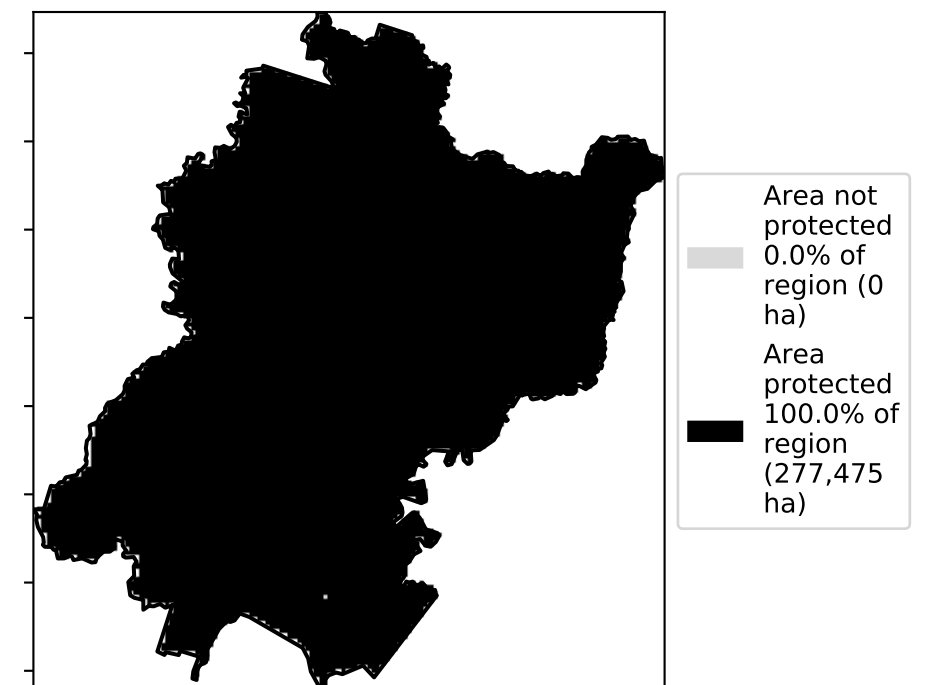 Area not
protected
0.0% of
region (0
ha)
Area
protected
100.0% of
region
(277,475
ha)